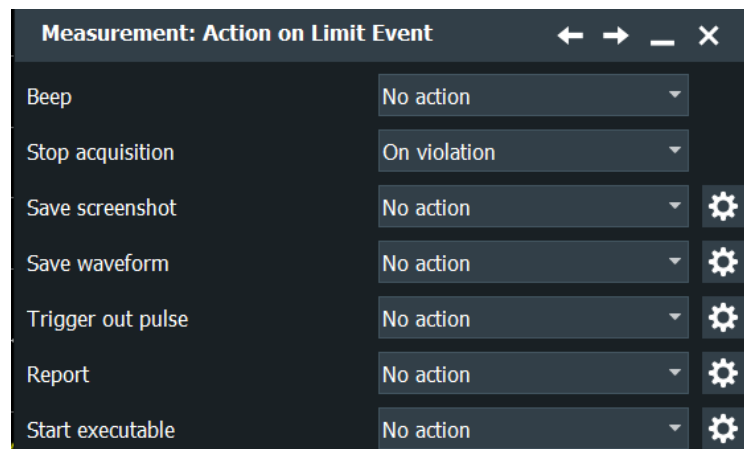 Measurement: Action on Limit Event
Beep No action
Stop acquisition On violation
Save screenshot No action
Save waveform No action
Trigger out pulse No action
Report No action
Start executable No action